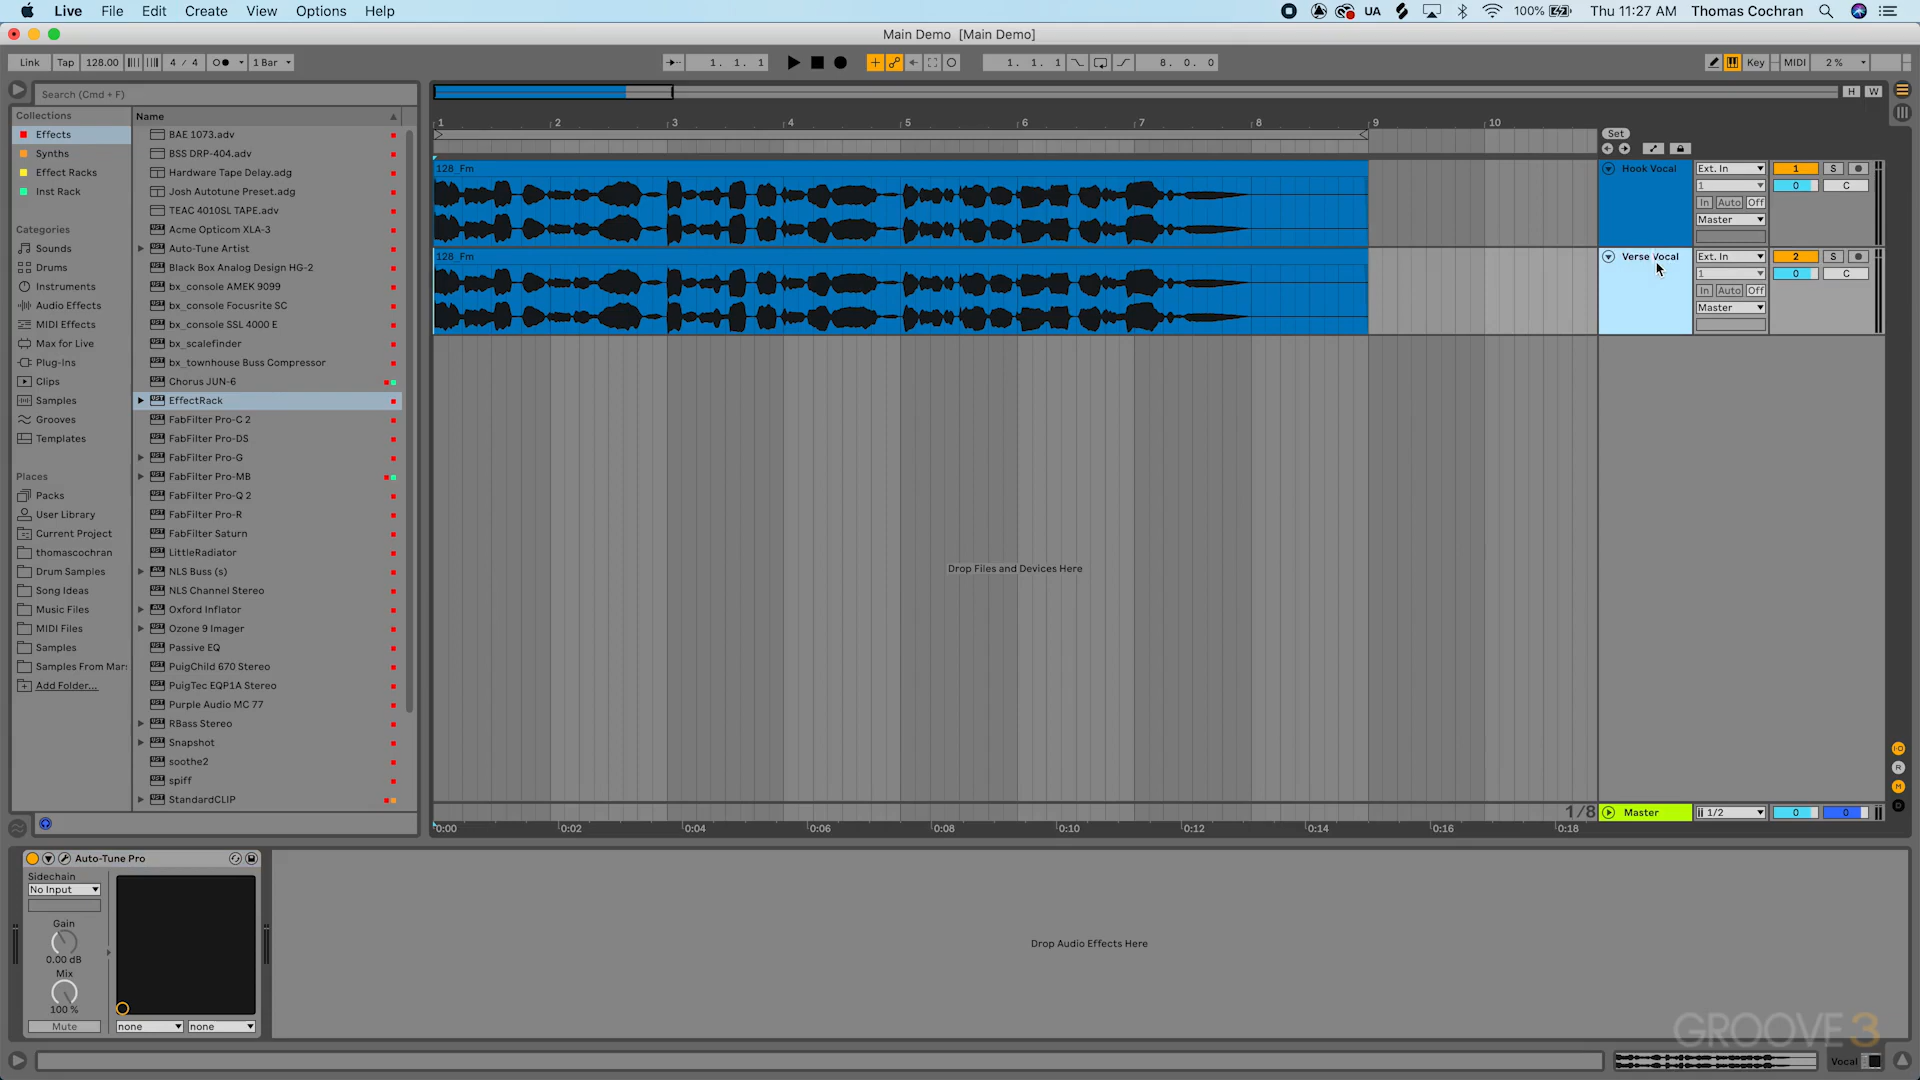 Live File Edit Create View Options Help
UA 100% Thu 11:27 AM Thomas Cochran
Main Demo [Main Demo]
Link Tap 128.00 4 / 4 1 Bar 1. 1. 1 1. 1. 1 8. 0. 0 Key MIDI 2 %
Search (Cmd + F)
H W
Collections
Effects
Synths
Effect Racks
Inst Rack
Categories
Sounds
Drums
Instruments
Audio Effects
MIDI Effects
Max for Live
Plug-ins
Clips
Samples
Grooves
Templates
Places
Packs
User Library
Current Project
thomascochran
Drum Samples
Song Ideas
Music Files
MIDI Files
Samples
Samples From Mars
Add Folder...
Name
BAE 1073.adv
BSS DRP-404.adv
Hardware Tape Delay.adg
Josh Autotune Preset.adg
TEAC 4010SL TAPE.adv
Acme Opticom XLA-3
Auto-Tune Artist
Black Box Analog Design HG-2
bx_console AMEK 9099
bx_console Focusrite SC
bx_console SSL 4000 E
bx_scalefinder
bx_townhouse Buss Compressor
Chorus JUN-6
EffectRack
FabFilter Pro-C 2
FabFilter Pro-DS
FabFilter Pro-G
FabFilter Pro-MB
FabFilter Pro-Q 2
FabFilter Pro-R
FabFilter Saturn
LittleRadiator
NLS Buss (s)
NLS Channel Stereo
Oxford Inflator
Ozone 9 Imager
Passive EQ
PuigChild 670 Stereo
PuigTec EQP1A Stereo
Purple Audio MC 77
RBass Stereo
Snapshot
soothe2
spiff
StandardCLIP
1 2 3 4 5 6 7 8 9 10
Set
128_Fm
Hook Vocal Ext. In 1 S
1 0 C
In Auto Off
Master
128_Fm
Verse Vocal Ext. In 2 S
1 0 C
In Auto Off
Master
Drop Files and Devices Here
1/8 Master 1/2 0 0
0:00 0:02 0:04 0:06 0:08 0:10 0:12 0:14 0:16 0:18
I·O
R
M
D
Auto-Tune Pro
Sidechain
No Input
Gain
0.00 dB
Mix
100 %
Mute none none
Drop Audio Effects Here
GROOVE 3
Vocal